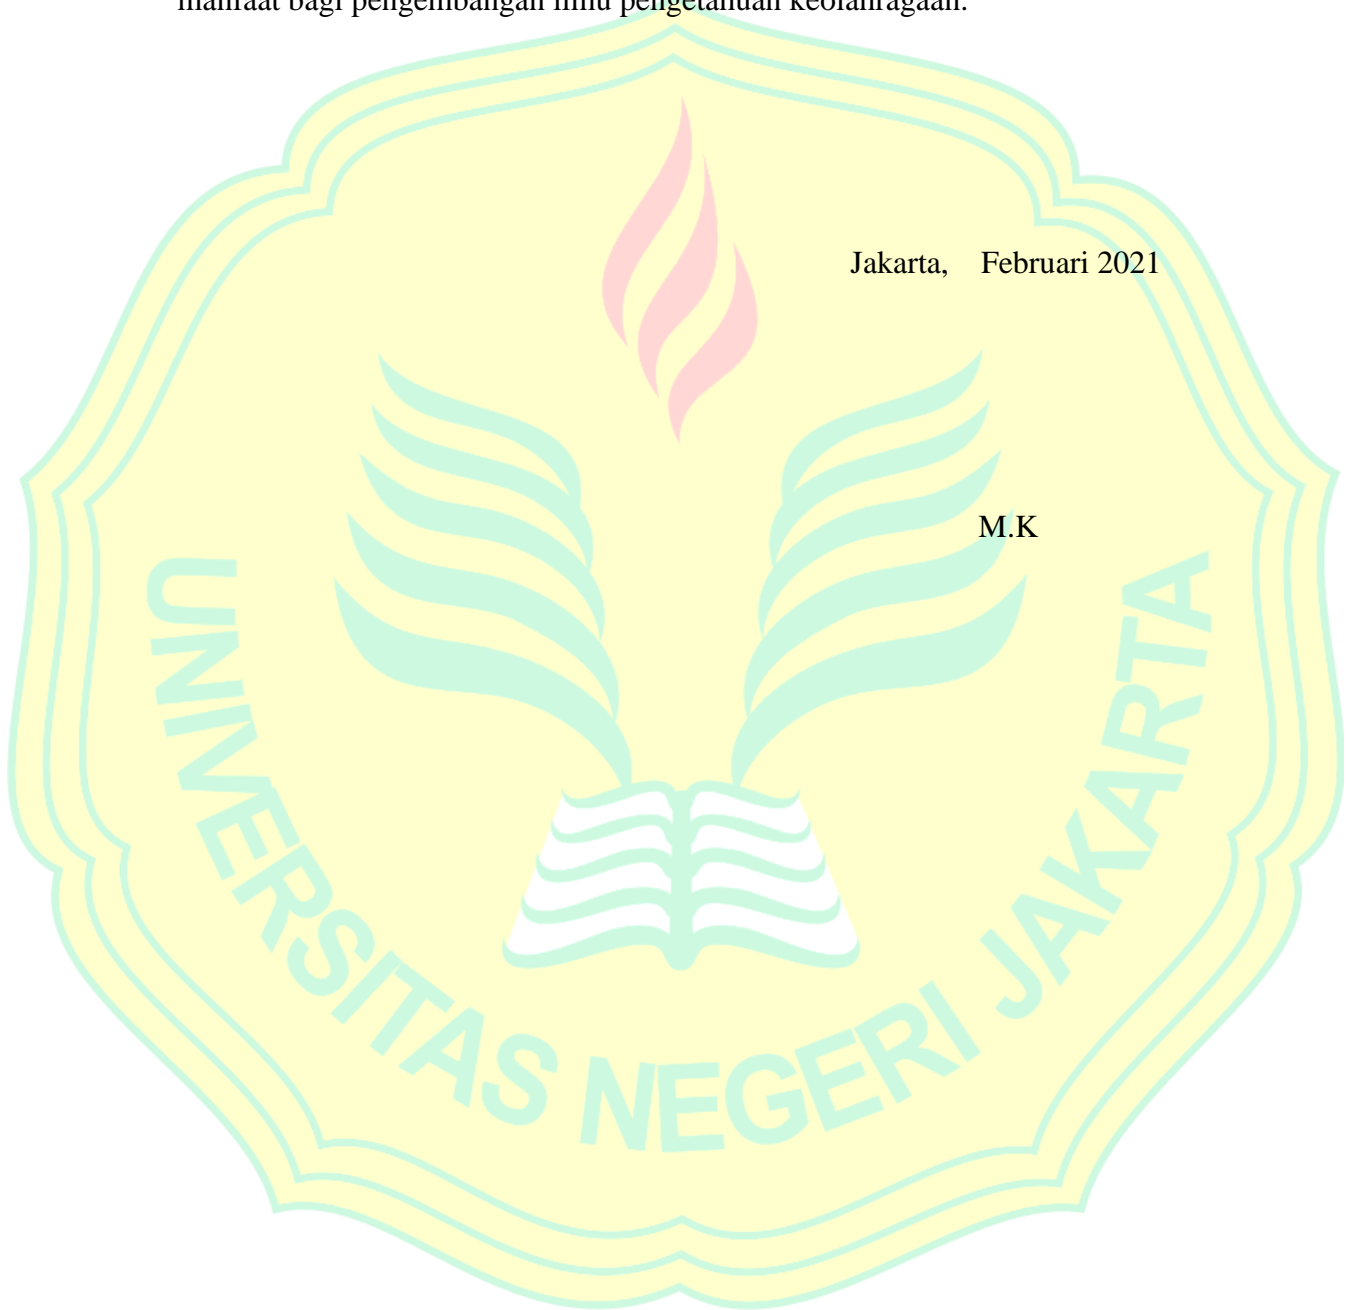 manfaat bagi pengembangan ilmu pengetahuan keolahragaan.
Jakarta, Februari 2021
M.K
UNIVERSITAS NEGERI JAKARTA